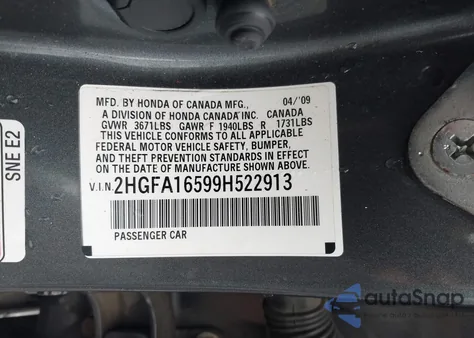 MFD. BY HONDA OF CANADA MFG., 04/'09
A DIVISION OF HONDA CANADA INC. CANADA
GVWR 3671LBS GAWR F 1940LBS R 1731LBS
THIS VEHICLE CONFORMS TO ALL APPLICABLE
FEDERAL MOTOR VEHICLE SAFETY, BUMPER,
AND THEFT PREVENTION STANDARDS IN EFFECT
ON THE DATE OF MANUFACTURE SHOWN ABOVE.
V.I.N. 2HGFA16599H522913
PASSENGER CAR
SNE E2
autoSnap